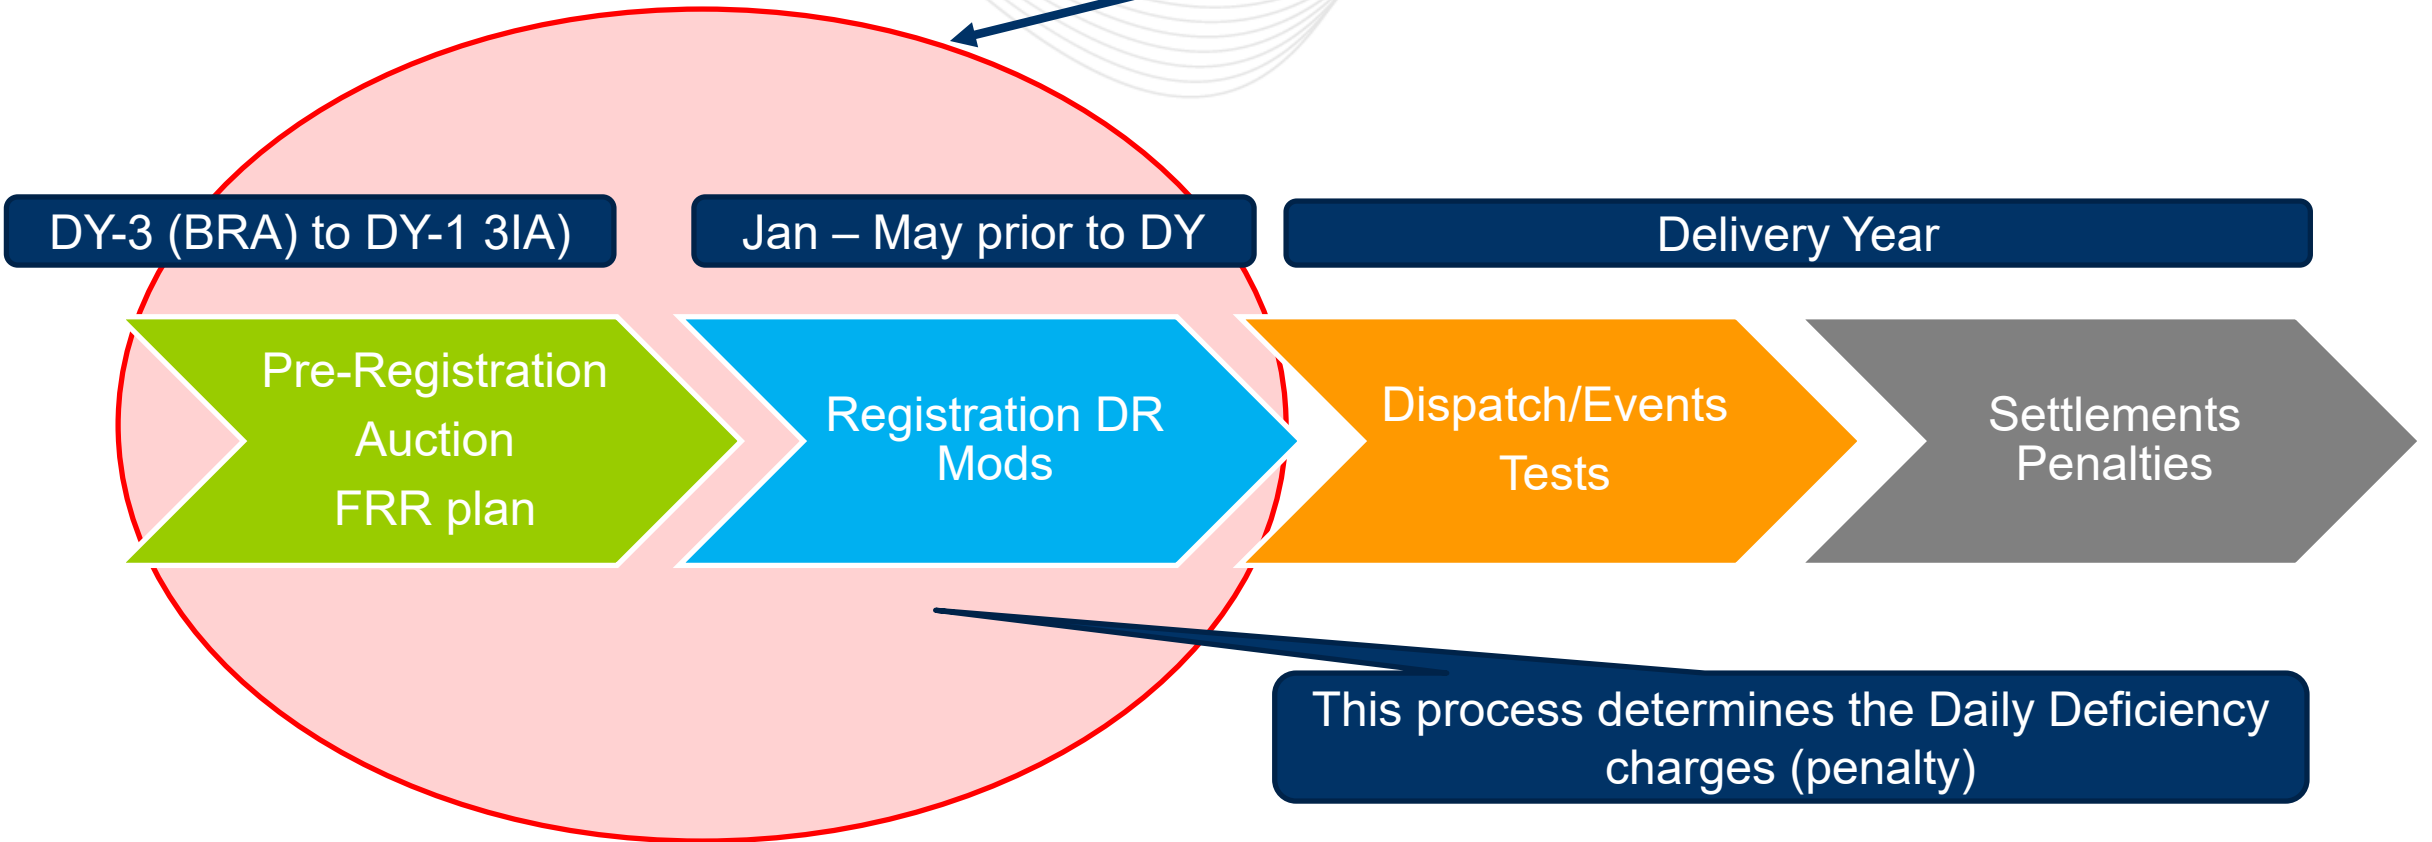 DY-3 (BRA) to DY-1 3IA)
Jan – May prior to DY
Delivery Year
Pre-Registration
Auction
FRR plan
Registration DR
Mods
Dispatch/Events
Tests
Settlements
Penalties
This process determines the Daily Deficiency
charges (penalty)